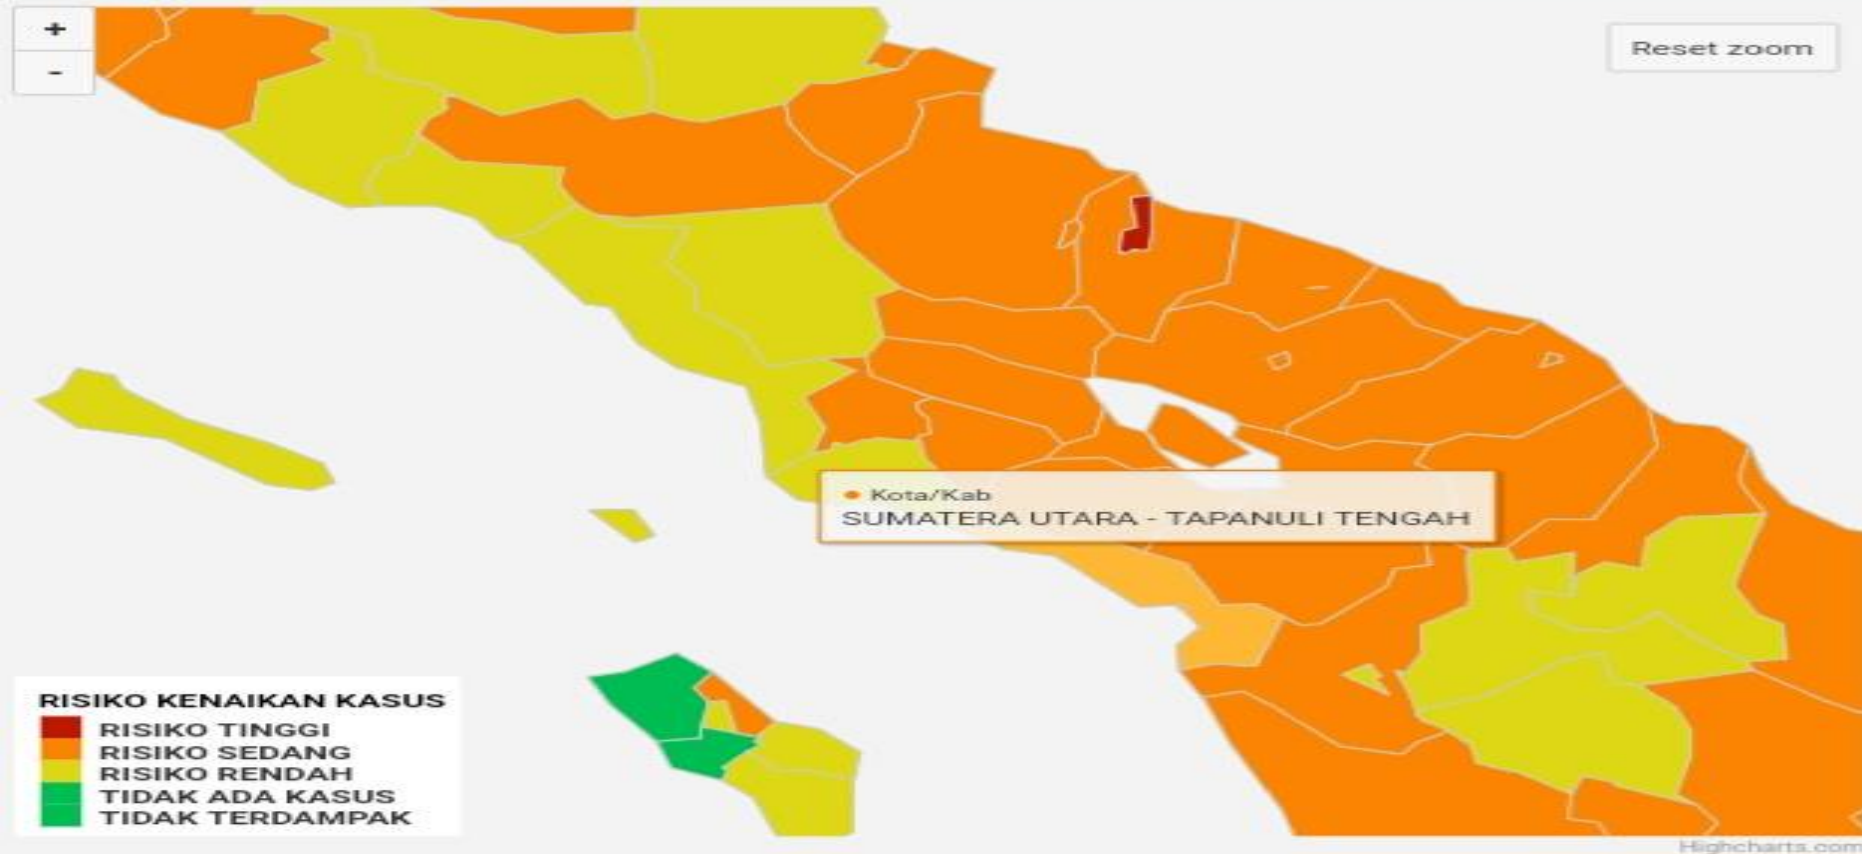 +
-
Reset zoom
● Kota/Kab
SUMATERA UTARA - TAPANULI TENGAH
RISIKO KENAIKAN KASUS
RISIKO TINGGI
RISIKO SEDANG
RISIKO RENDAH
TIDAK ADA KASUS
TIDAK TERDAMPAK
Highcharts.com